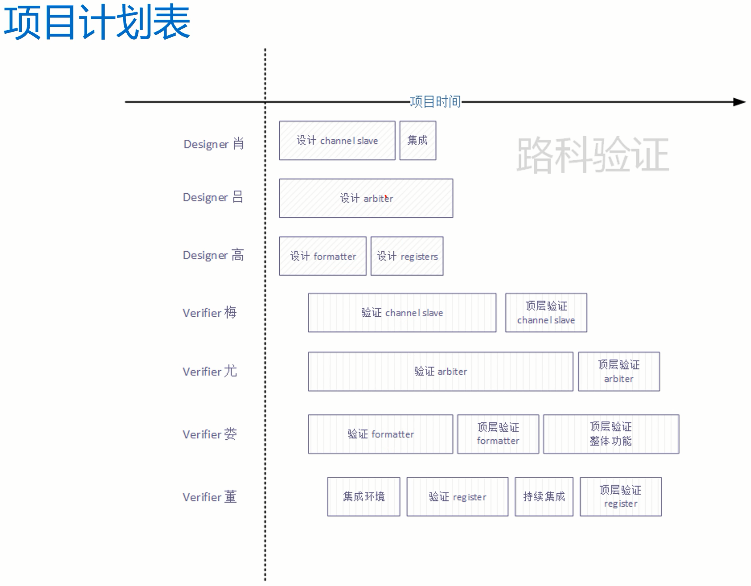 项目计划表
项目时间
路科验证
Designer 肖
设计 channel slave
集成
Designer 吕
设计 arbiter
Designer 高
设计 formatter
设计 registers
Verifier 梅
验证 channel slave
顶层验证
channel slave
Verifier 尤
验证 arbiter
顶层验证
arbiter
Verifier 娄
验证 formatter
顶层验证
formatter
顶层验证
整体功能
Verifier 董
集成环境
验证 register
持续集成
顶层验证
register